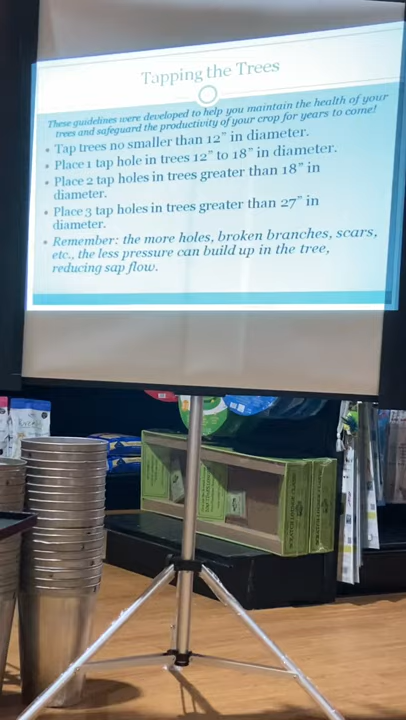 Tapping the Trees
These guidelines were developed to help you maintain the health of your
trees and safeguard the productivity of your crop for years to come!
• Tap trees no smaller than 12" in diameter.
• Place 1 tap hole in trees 12" to 18" in diameter.
• Place 2 tap holes in trees greater than 18" in
diameter.
• Place 3 tap holes in trees greater than 27" in
diameter.
• Remember: the more holes, broken branches, scars,
etc., the less pressure can build up in the tree,
reducing sap flow.